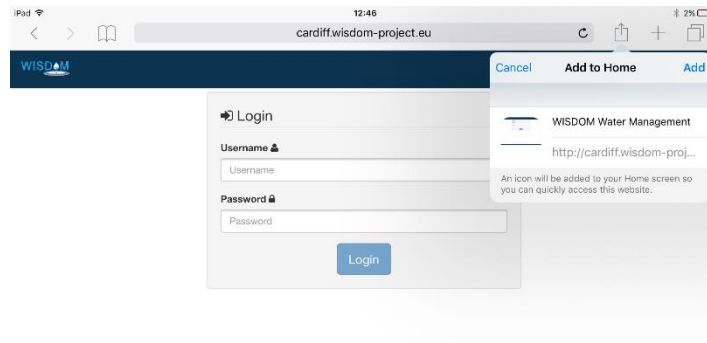 iPad 12:46 2%
cardiff.wisdom-project.eu
WISDOM
Cancel Add to Home Add
Login
WISDOM Water Management
Username
http://cardiff.wisdom-proj...
Username
An icon will be added to your Home screen so
you can quickly access this website.
Password
Password
Login